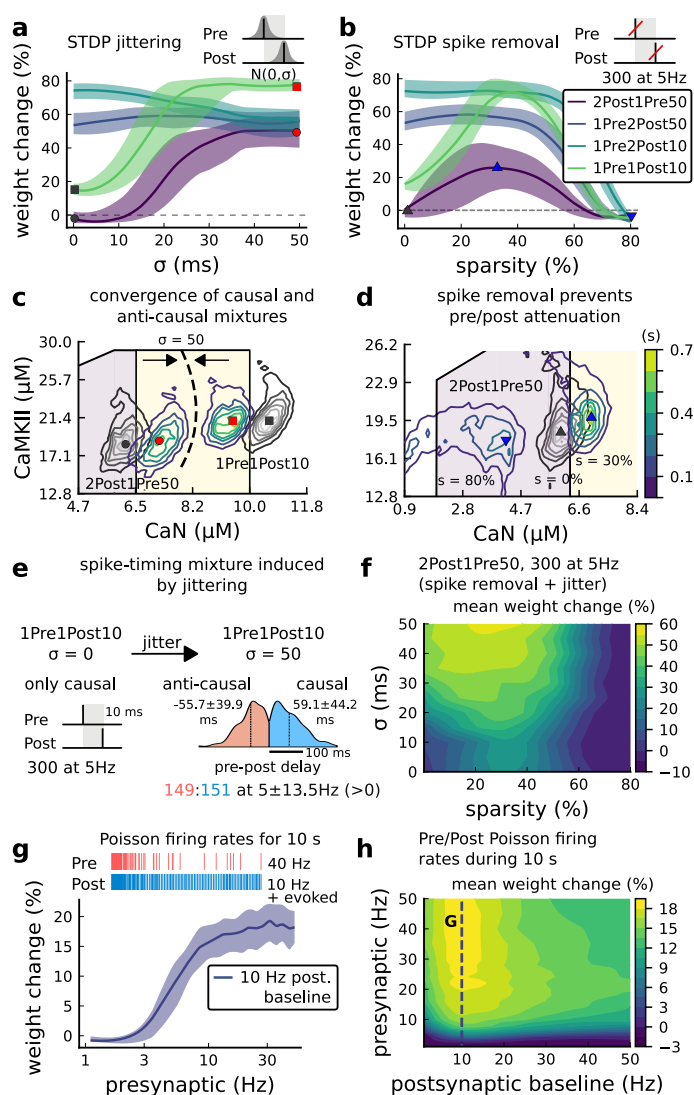 a
STDP jittering
Pre
Post
N(0,σ)
weight change (%)
80
60
40
20
0
0
10
20
30
40
50
σ (ms)
b
STDP spike removal
Pre
Post
300 at 5Hz
weight change (%)
80
60
40
20
0
2Post1Pre50
1Pre2Post50
1Pre2Post10
1Pre1Post10
0
20
40
60
80
sparsity (%)
c
convergence of causal and
anti-causal mixtures
σ = 50
CaMKII (μM)
30.0
25.7
21.4
17.1
12.8
2Post1Pre50
1Pre1Post10
4.7
6.5
8.2
10.0
11.8
CaN (μM)
d
spike removal prevents
pre/post attenuation
(s)
26.2
22.9
19.5
16.1
12.8
2Post1Pre50
s = 80%
s = 0%
s = 30%
0.9
2.8
4.7
6.6
8.4
CaN (μM)
0.7
0.5
0.3
0.1
e
spike-timing mixture induced
by jittering
1Pre1Post10
σ = 0
jitter
1Pre1Post10
σ = 50
only causal
Pre
10 ms
Post
300 at 5Hz
anti-causal
causal
-55.7±39.9
ms
59.1±44.2
ms
100 ms
pre-post delay
149:151 at 5±13.5Hz (>0)
f
2Post1Pre50, 300 at 5Hz
(spike removal + jitter)
mean weight change (%)
σ (ms)
50
40
30
20
10
0
20
40
60
80
sparsity (%)
60
50
40
30
20
10
0
−10
g
Poisson firing rates for 10 s
Pre
40 Hz
Post
10 Hz
+ evoked
weight change (%)
20
15
10
5
0
10 Hz post.
baseline
1
3
10
30
presynaptic (Hz)
h
Pre/Post Poisson firing
rates during 10 s
mean weight change (%)
presynaptic (Hz)
50
40
30
20
10
G
10
20
30
40
50
postsynaptic baseline (Hz)
18
15
12
9
6
3
0
−3